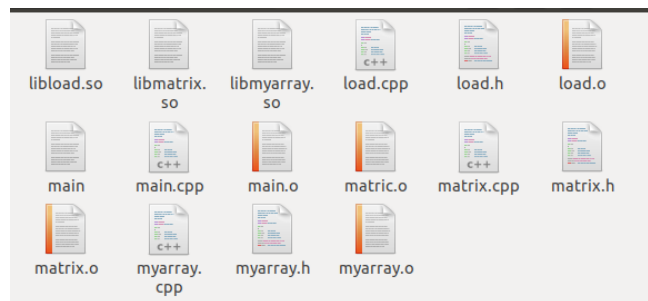 libload.so
libmatrix.
so
libmyarray.
so
load.cpp
load.h
load.o
main
main.cpp
main.o
matric.o
matrix.cpp
matrix.h
matrix.o
myarray.
cpp
myarray.h
myarray.o